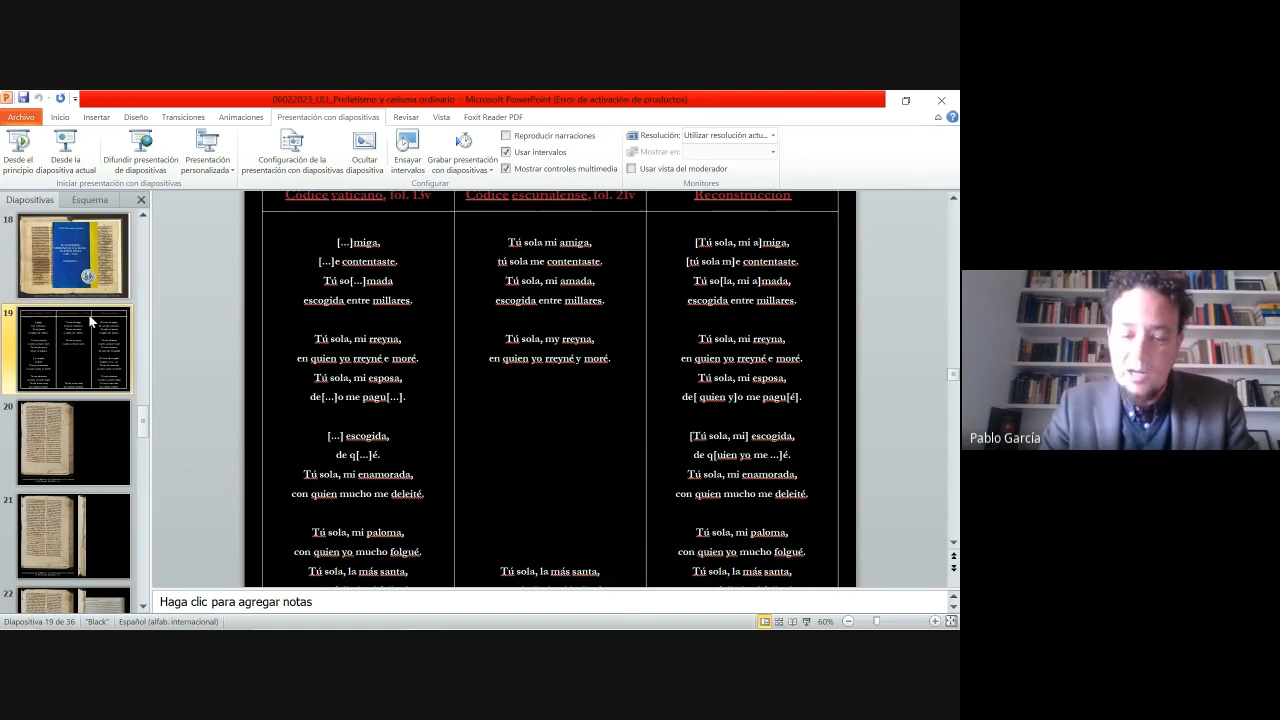 06022023_ULL_Profetismo y carisma ordinario - Microsoft PowerPoint (Error de activación de productos)
Archivo Inicio Insertar Diseño Transiciones Animaciones Presentación con diapositivas Revisar Vista Foxit Reader PDF
Desde el principio
Desde la diapositiva actual
Difundir presentación de diapositivas
Presentación personalizada
Iniciar presentación con diapositivas
Configuración de la presentación con diapositivas
Ocultar diapositiva
Ensayar intervalos
Grabar presentación con diapositivas
Reproducir narraciones
Usar intervalos
Mostrar controles multimedia
Configurar
Resolución: Utilizar resolución actu...
Mostrar en:
Usar vista del moderador
Monitores
Diapositivas Esquema
18
19
20
21
22
Códice vaticano, fol. 13v
[...]miga,
[...]e contentaste.
Tú so[...]mada
escogida entre millares.
Tú sola, mi rreyna,
en quien yo rreyné e moré.
Tú sola, mi esposa,
de[...]o me pagu[...].
[...] escogida,
de q[...]é.
Tú sola, mi enamorada,
con quien mucho me deleité.
Tú sola, mi paloma,
con quien yo mucho folgué.
Tú sola, la más santa,
Códice escurialense, fol. 21v
Tú sola mi amiga,
tú sola me contentaste.
Tú sola, mi amada,
escogida entre millares.
Tú sola, my rreyna,
en quien yo rreyné y moré.
Tú sola, la más santa,
Reconstrucción
[Tú sola, mi a]miga,
[tú sola m]e contentaste.
Tú so[la, mi a]mada,
escogida entre millares.
Tú sola, mi rreyna,
en quien yo rreyné e moré.
Tú sola, mi esposa,
de[ quien y]o me pagu[é].
[Tú sola, mi] escogida,
de q[uien yo me ...]é.
Tú sola, mi enamorada,
con quien mucho me deleité.
Tú sola, mi paloma,
con quien yo mucho folgué.
Tú sola, la más santa,
Haga clic para agregar notas
Diapositiva 19 de 36 "Black" Español (alfab. internacional) 60%
Pablo García